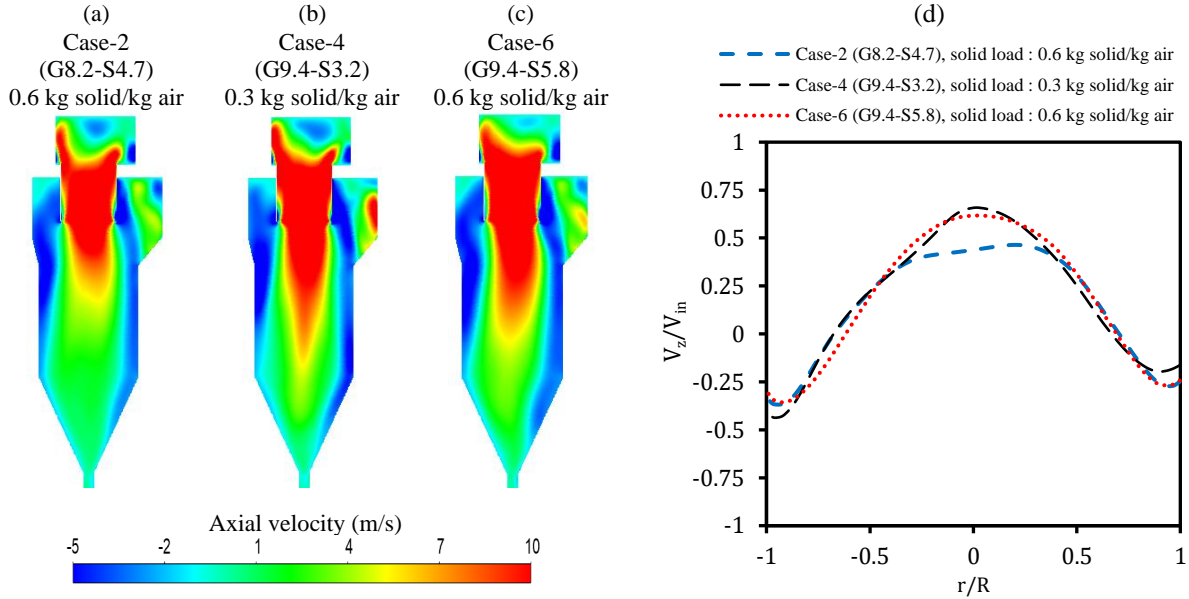 (a)
Case-2
(G8.2-S4.7)
0.6 kg solid/kg air
(b)
Case-4
(G9.4-S3.2)
0.3 kg solid/kg air
(c)
Case-6
(G9.4-S5.8)
0.6 kg solid/kg air
Axial velocity (m/s)
-5 -2 1 4 7 10
(d)
Case-2 (G8.2-S4.7), solid load : 0.6 kg solid/kg air
Case-4 (G9.4-S3.2), solid load : 0.3 kg solid/kg air
Case-6 (G9.4-S5.8), solid load : 0.6 kg solid/kg air
1
0.75
0.5
0.25
0
-0.25
-0.5
-0.75
-1
Vz/Vin
-1 -0.5 0 0.5 1
r/R